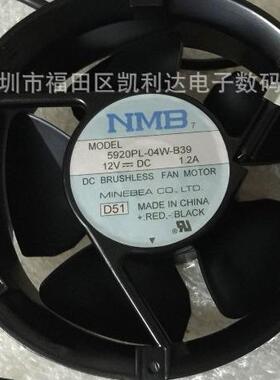 圳市福田区凯利达电子数码
NMB 7
MODEL
5920PL-04W-B39
12V ⎓ DC 1.2A
DC BRUSHLESS FAN MOTOR
MINEBEA CO., LTD.
D51 MADE IN CHINA
+:RED,-:BLACK